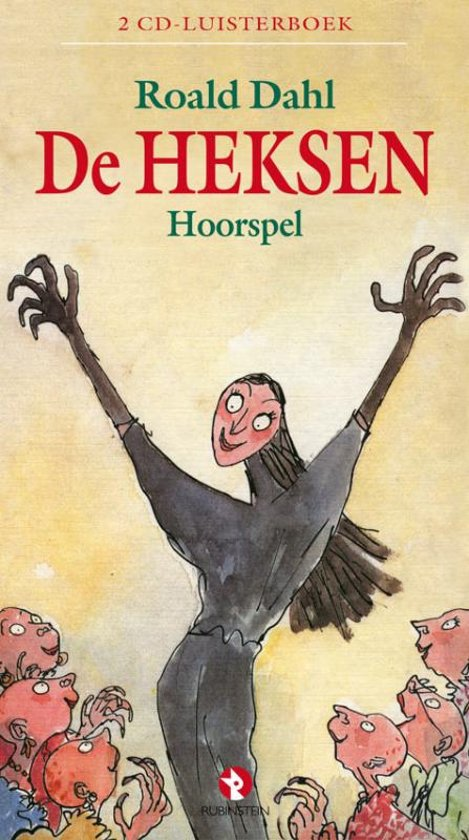 2 CD-LUISTERBOEK
Roald Dahl
De HEKSEN
Hoorspel
RUBINSTEIN